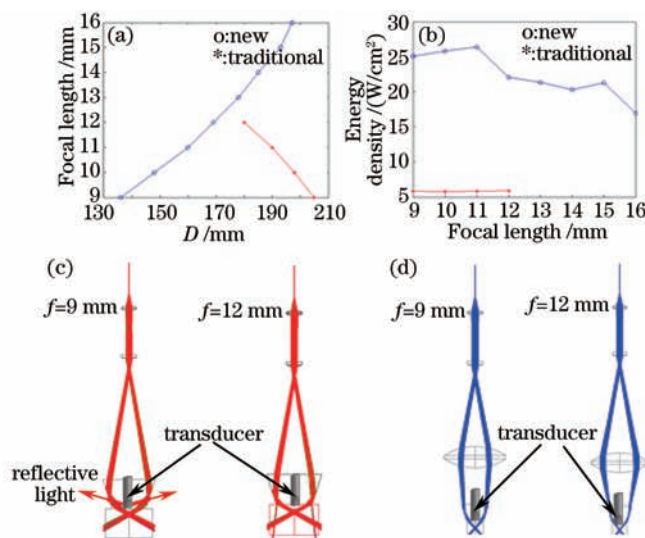 (a)
o:new
*:traditional
Focal length /mm
16
15
14
13
12
11
10
9
130
150
170
190
210
D /mm
(b)
o:new
*:traditional
Energy
density /(W/cm²)
30
25
20
15
10
5
9 10 11 12 13 14 15 16
Focal length /mm
(c)
f=9 mm
f=12 mm
transducer
reflective
light
(d)
f=9 mm
f=12 mm
transducer